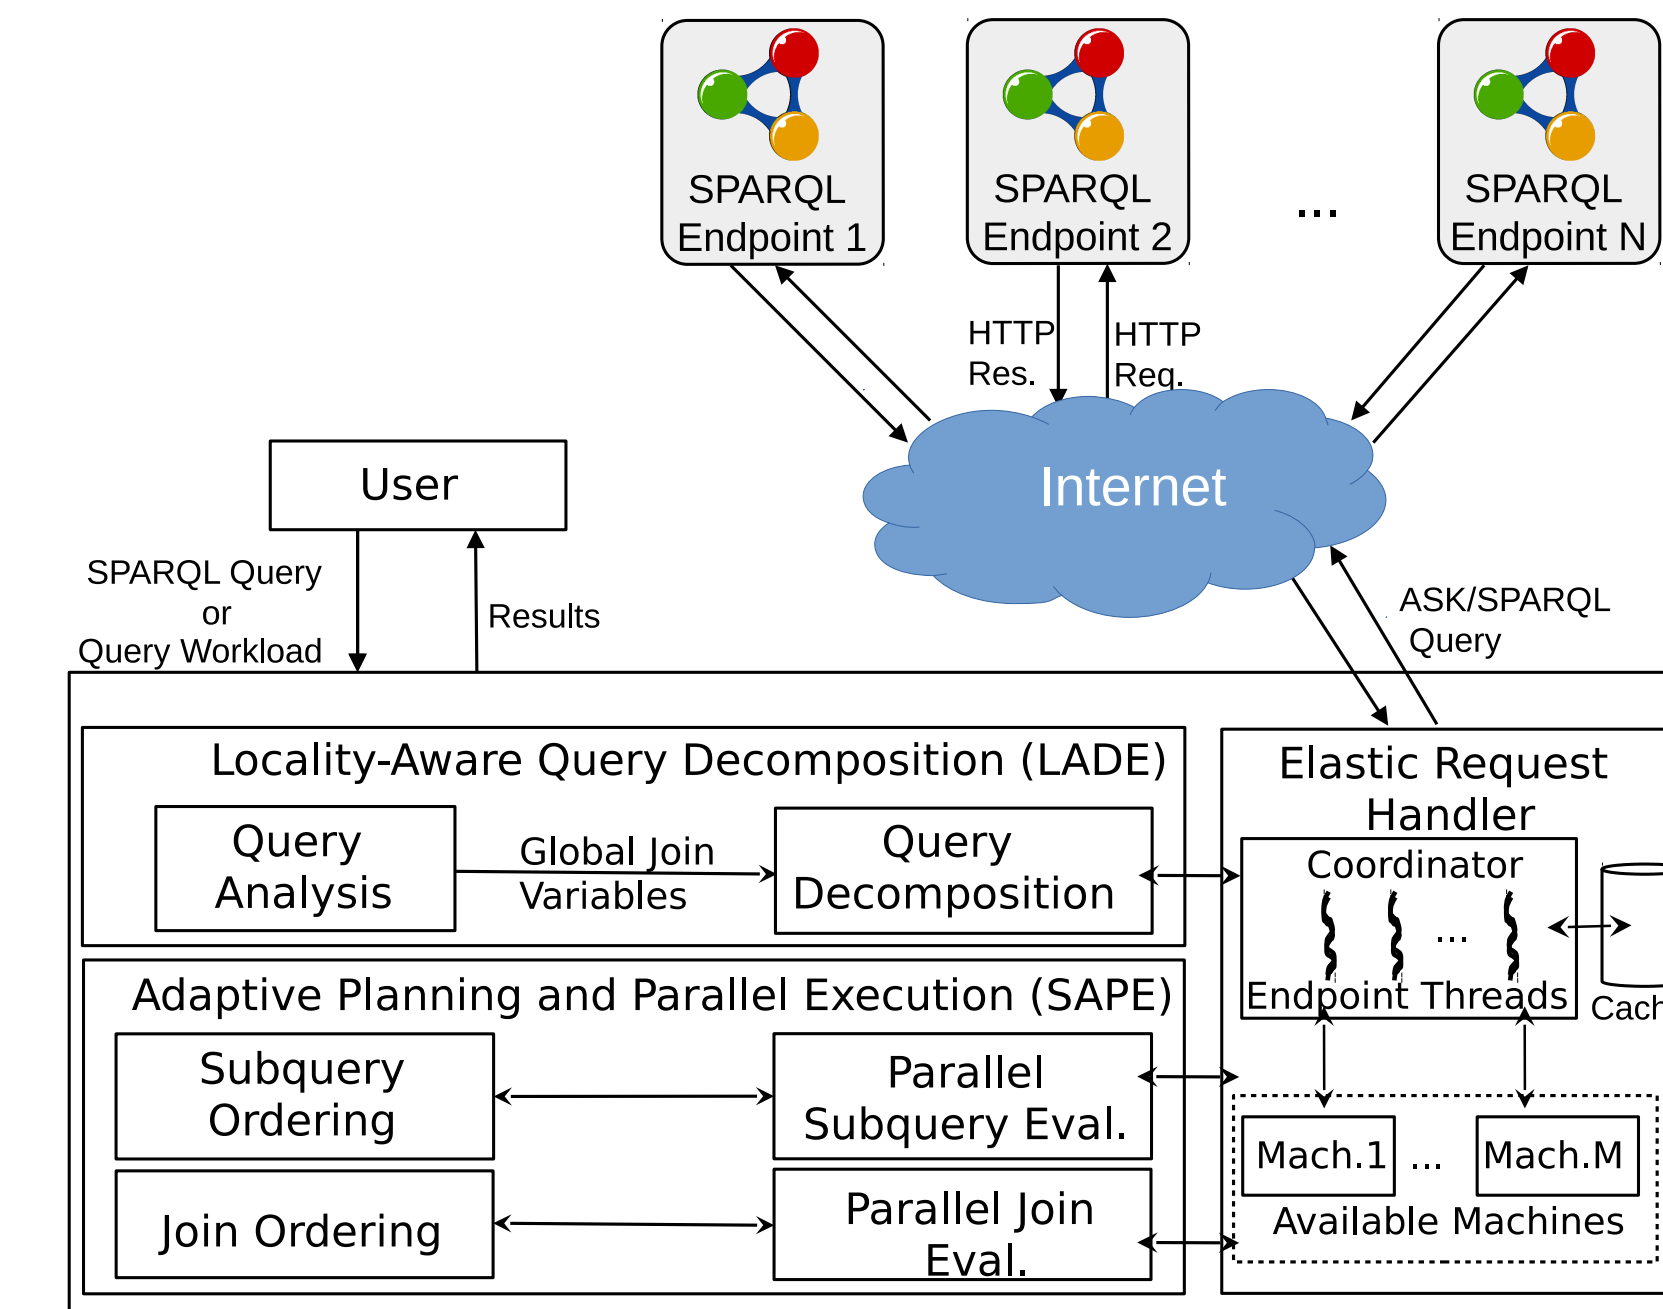 SPARQL
Endpoint 1
SPARQL
Endpoint 2
...
SPARQL
Endpoint N
HTTP
Res.
HTTP
Req.
Internet
User
SPARQL Query
or
Query Workload
Results
ASK/SPARQL
Query
Locality-Aware Query Decomposition (LADE)
Query
Analysis
Global Join
Variables
Query
Decomposition
Adaptive Planning and Parallel Execution (SAPE)
Subquery
Ordering
Parallel
Subquery Eval.
Join Ordering
Parallel Join
Eval.
Elastic Request
Handler
Coordinator
...
Endpoint Threads
Cach
Mach.1
...
Mach.M
Available Machines